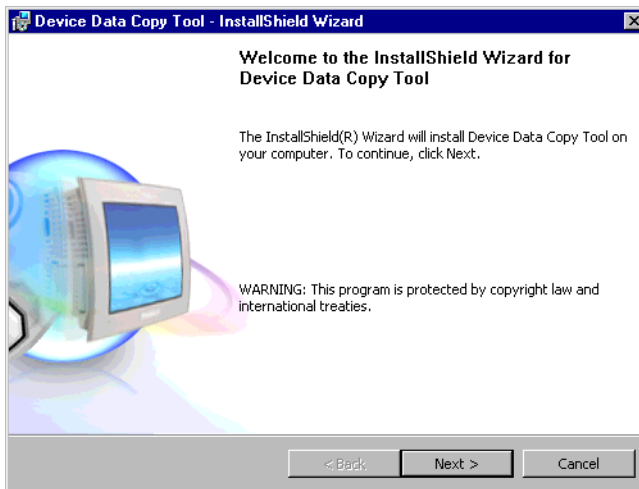 Device Data Copy Tool - InstallShield Wizard
Welcome to the InstallShield Wizard for
Device Data Copy Tool
The InstallShield(R) Wizard will install Device Data Copy Tool on
your computer. To continue, click Next.
WARNING: This program is protected by copyright law and
international treaties.
< Back
Next >
Cancel